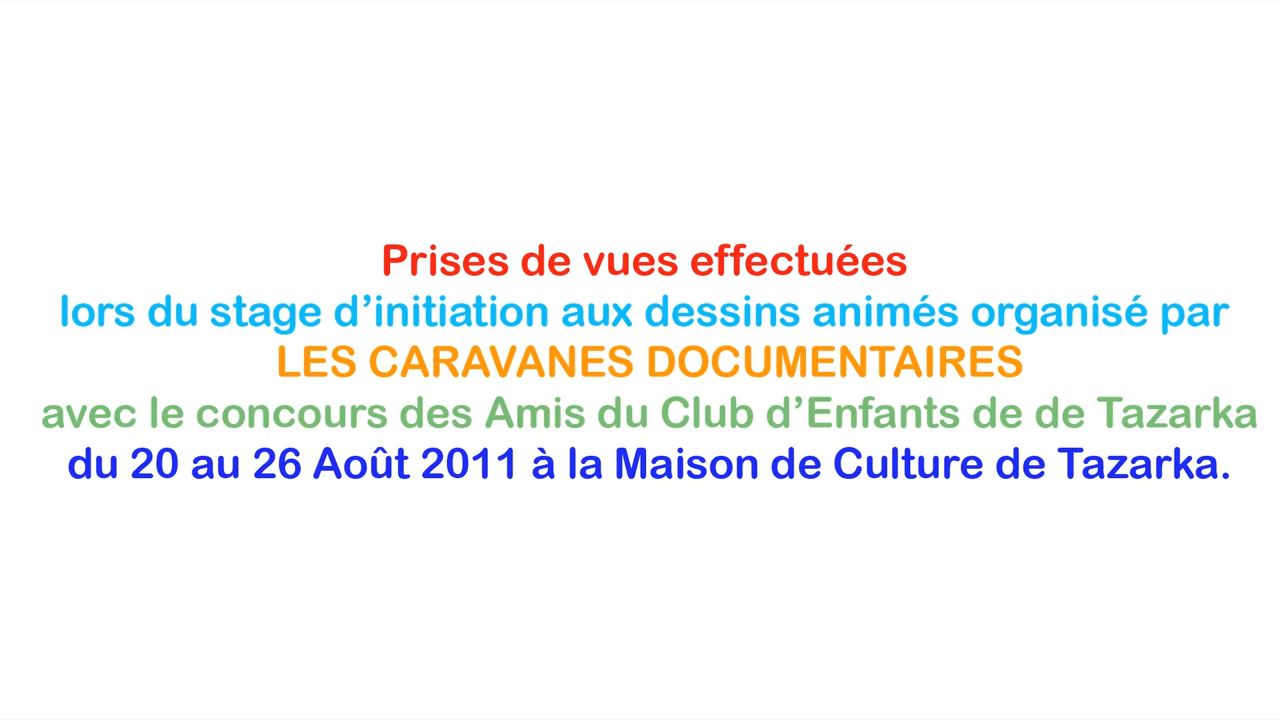 Prises de vues effectuées
lors du stage d’initiation aux dessins animés organisé par
LES CARAVANES DOCUMENTAIRES
avec le concours des Amis du Club d’Enfants de de Tazarka
du 20 au 26 Août 2011 à la Maison de Culture de Tazarka.